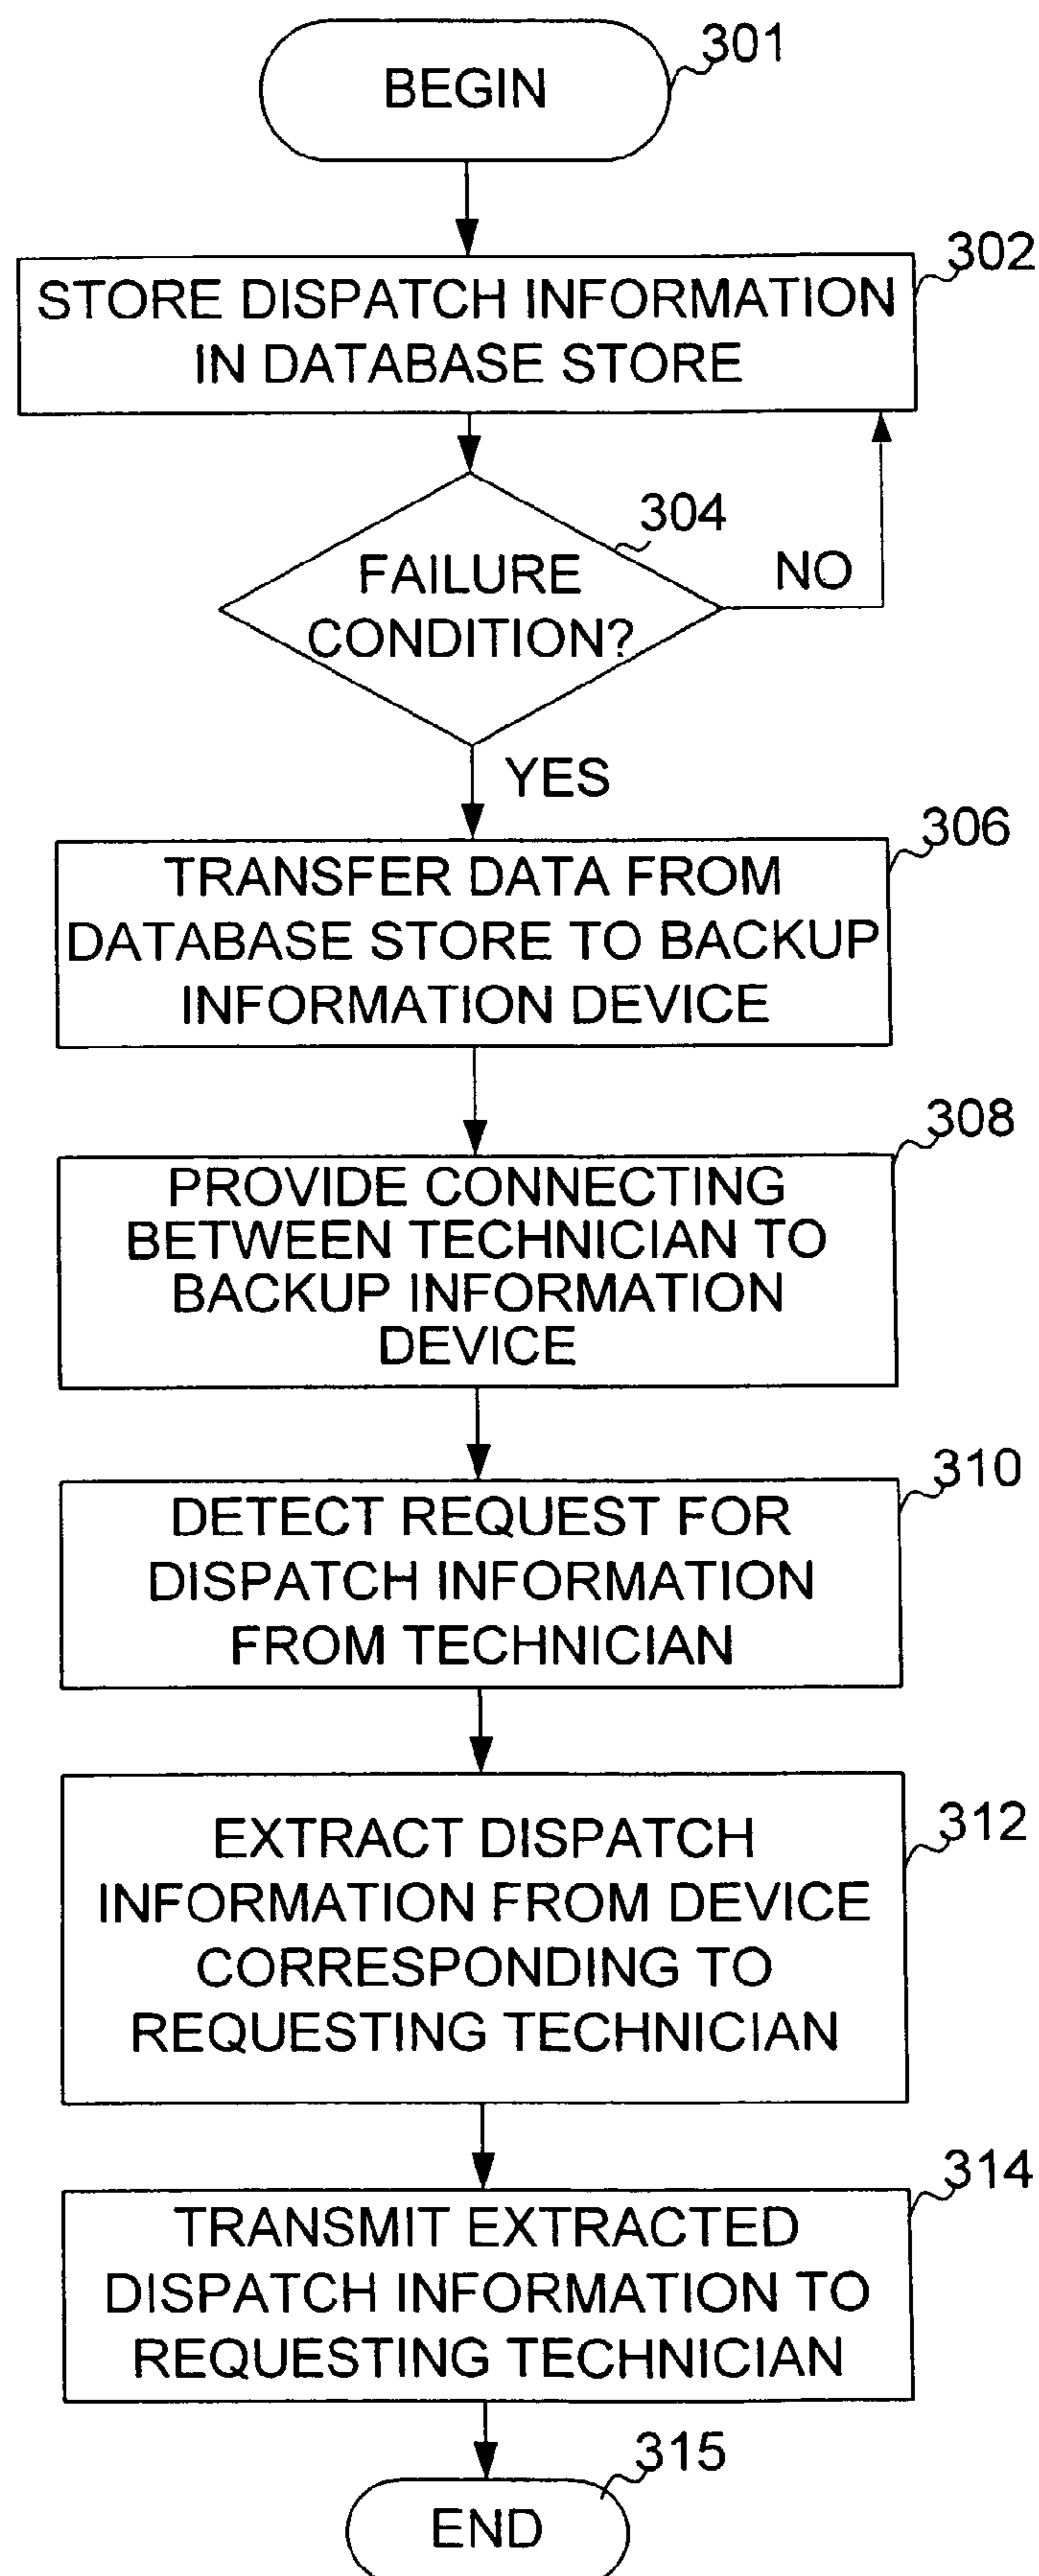 301
BEGIN
302
STORE DISPATCH INFORMATION
IN DATABASE STORE
304
FAILURE
CONDITION?
NO
YES
306
TRANSFER DATA FROM
DATABASE STORE TO BACKUP
INFORMATION DEVICE
308
PROVIDE CONNECTING
BETWEEN TECHNICIAN TO
BACKUP INFORMATION
DEVICE
310
DETECT REQUEST FOR
DISPATCH INFORMATION
FROM TECHNICIAN
312
EXTRACT DISPATCH
INFORMATION FROM DEVICE
CORRESPONDING TO
REQUESTING TECHNICIAN
314
TRANSMIT EXTRACTED
DISPATCH INFORMATION TO
REQUESTING TECHNICIAN
315
END